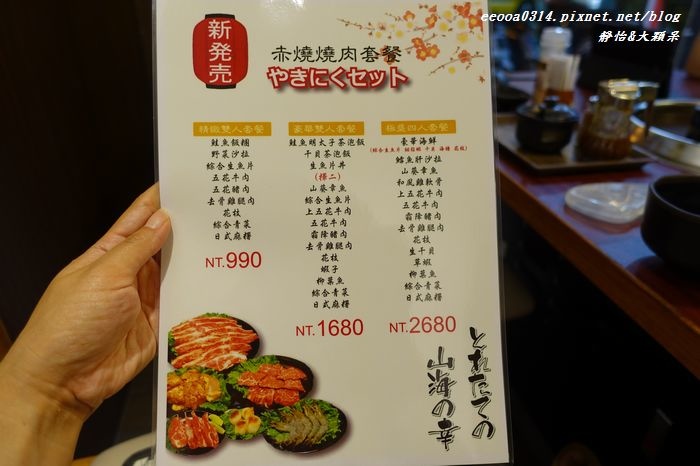 eeooa0314.pixnet.net/blog
靜怡&大顆呆
新発売
赤燒燒肉套餐
やきにくセット
精緻雙人套餐
鮭魚飯糰
野菜沙拉
綜合生魚片
五花牛肉
五花豬肉
去骨雞腿肉
花枝
綜合青菜
日式麻糬
NT.990
豪華雙人套餐
鮭魚明太子茶泡飯
干貝茶泡飯
生魚片丼
(擇二)
山葵章魚
綜合生魚片
上五花牛肉
五花牛肉
霜降豬肉
去骨雞腿肉
花枝
蝦子
柳葉魚
綜合青菜
日式麻糬
NT.1680
極盛四人套餐
豪華海鮮
鱈魚肝沙拉
山葵章魚
和風雞軟骨
上五花牛肉
五花牛肉
霜降豬肉
去骨雞腿肉
花枝
生干貝
草蝦
柳葉魚
綜合青菜
日式麻糬
NT.2680
とれたての
山海の幸